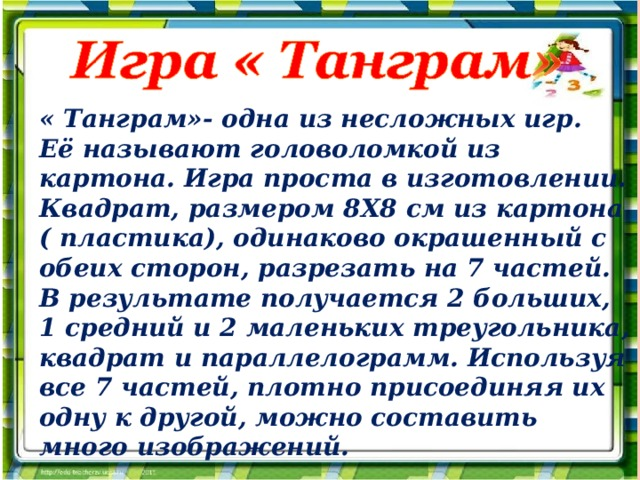 Игра « Танграм»
« Танграм»- одна из несложных игр.
Её называют головоломкой из
картона. Игра проста в изготовлении.
Квадрат, размером 8Х8 см из картона
( пластика), одинаково окрашенный с
обеих сторон, разрезать на 7 частей.
В результате получается 2 больших,
1 средний и 2 маленьких треугольника,
квадрат и параллелограмм. Используя
все 7 частей, плотно присоединяя их
одну к другой, можно составить
много изображений.